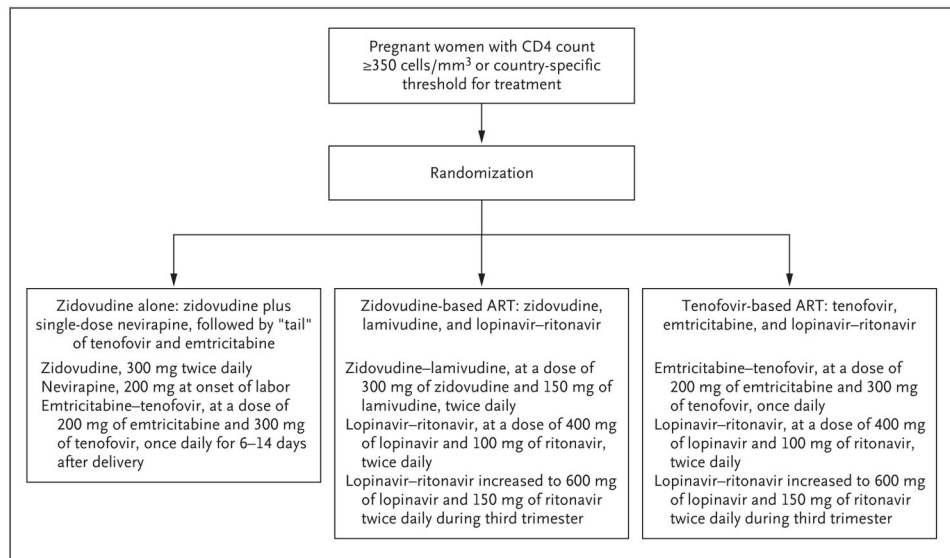 Pregnant women with CD4 count
≥350 cells/mm³ or country-specific
threshold for treatment
Randomization
Zidovudine alone: zidovudine plus
single-dose nevirapine, followed by "tail"
of tenofovir and emtricitabine
Zidovudine, 300 mg twice daily
Nevirapine, 200 mg at onset of labor
Emtricitabine–tenofovir, at a dose of
200 mg of emtricitabine and 300 mg
of tenofovir, once daily for 6–14 days
after delivery
Zidovudine-based ART: zidovudine,
lamivudine, and lopinavir–ritonavir
Zidovudine–lamivudine, at a dose of
300 mg of zidovudine and 150 mg of
lamivudine, twice daily
Lopinavir–ritonavir, at a dose of 400 mg
of lopinavir and 100 mg of ritonavir,
twice daily
Lopinavir–ritonavir increased to 600 mg
of lopinavir and 150 mg of ritonavir
twice daily during third trimester
Tenofovir-based ART: tenofovir,
emtricitabine, and lopinavir–ritonavir
Emtricitabine–tenofovir, at a dose of
200 mg of emtricitabine and 300 mg
of tenofovir, once daily
Lopinavir–ritonavir, at a dose of 400 mg
of lopinavir and 100 mg of ritonavir,
twice daily
Lopinavir–ritonavir increased to 600 mg
of lopinavir and 150 mg of ritonavir
twice daily during third trimester